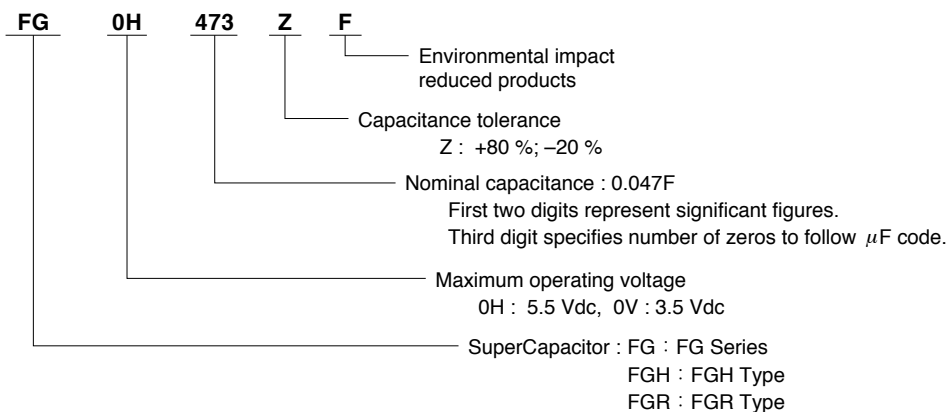 FG 0H 473 Z F
Environmental impact
reduced products
Capacitance tolerance
Z : +80 %; –20 %
Nominal capacitance : 0.047F
First two digits represent significant figures.
Third digit specifies number of zeros to follow μF code.
Maximum operating voltage
0H : 5.5 Vdc, 0V : 3.5 Vdc
SuperCapacitor : FG : FG Series
FGH : FGH Type
FGR : FGR Type